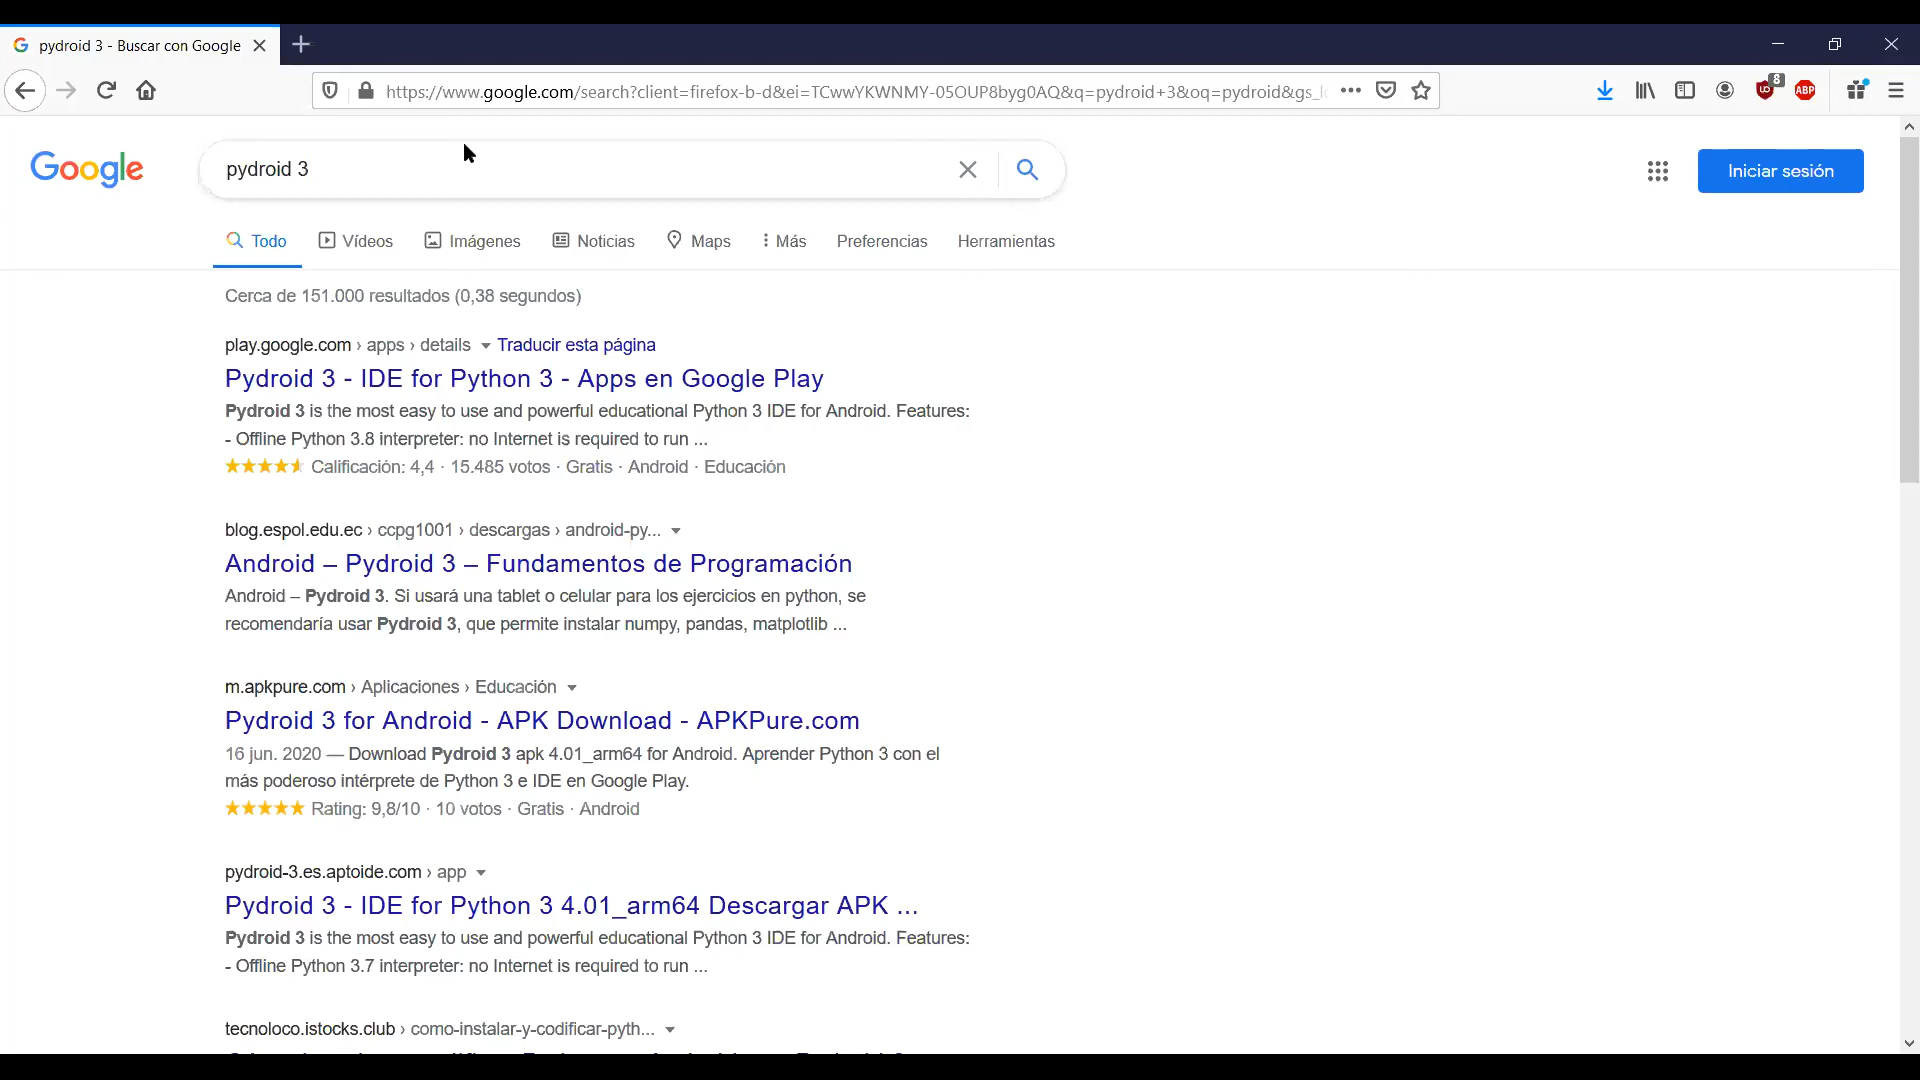 pydroid 3 - Buscar con Google
https://www.google.com/search?client=firefox-b-d&ei=TCwwYKWNMY-05OUP8byg0AQ&q=pydroid+3&oq=pydroid&gs_l
8
ABP
Google
pydroid 3
Iniciar sesión
Todo
Vídeos
Imágenes
Noticias
Maps
Más
Preferencias
Herramientas
Cerca de 151.000 resultados (0,38 segundos)
play.google.com › apps › details Traducir esta página
Pydroid 3 - IDE for Python 3 - Apps en Google Play
Pydroid 3 is the most easy to use and powerful educational Python 3 IDE for Android. Features:
- Offline Python 3.8 interpreter: no Internet is required to run ...
Calificación: 4,4 · 15.485 votos · Gratis · Android · Educación
blog.espol.edu.ec › ccpg1001 › descargas › android-py...
Android – Pydroid 3 – Fundamentos de Programación
Android – Pydroid 3. Si usará una tablet o celular para los ejercicios en python, se
recomendaría usar Pydroid 3, que permite instalar numpy, pandas, matplotlib ...
m.apkpure.com › Aplicaciones › Educación
Pydroid 3 for Android - APK Download - APKPure.com
16 jun. 2020 — Download Pydroid 3 apk 4.01_arm64 for Android. Aprender Python 3 con el
más poderoso intérprete de Python 3 e IDE en Google Play.
Rating: 9,8/10 · 10 votos · Gratis · Android
pydroid-3.es.aptoide.com › app
Pydroid 3 - IDE for Python 3 4.01_arm64 Descargar APK ...
Pydroid 3 is the most easy to use and powerful educational Python 3 IDE for Android. Features:
- Offline Python 3.7 interpreter: no Internet is required to run ...
tecnoloco.istocks.club › como-instalar-y-codificar-pyth...